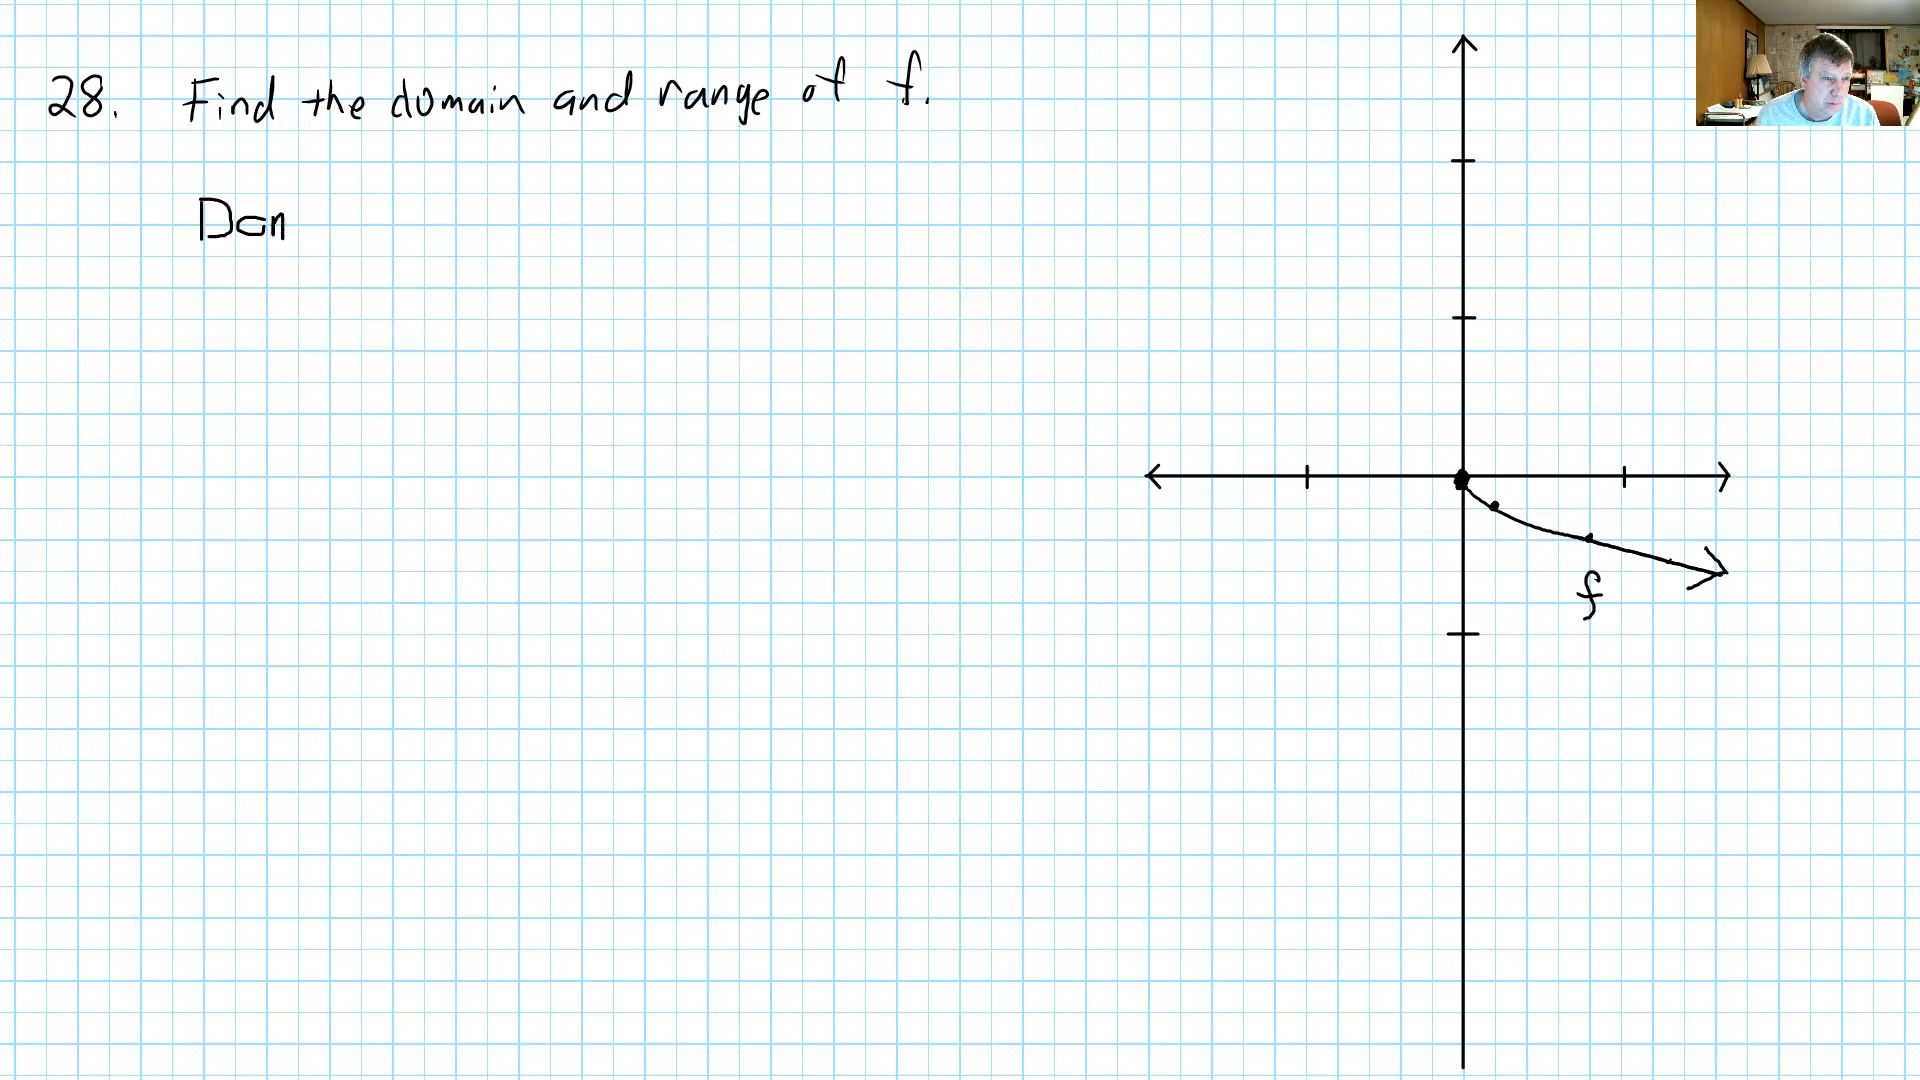 28. Find the domain and range of f.
Dom
f